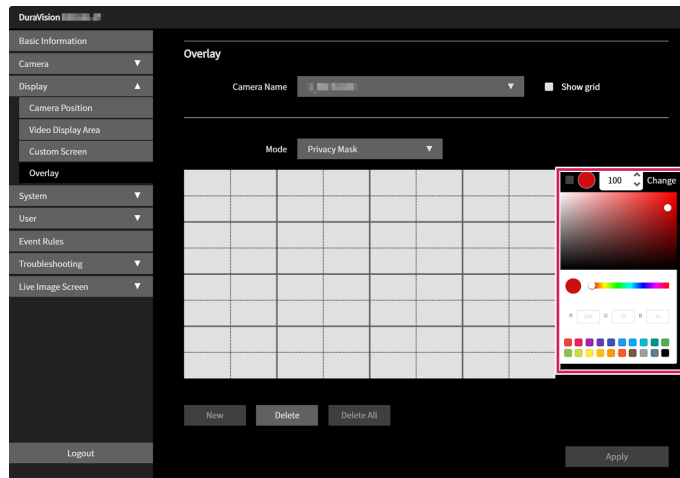 DuraVision
Basic Information
Camera
Display
Camera Position
Video Display Area
Custom Screen
Overlay
System
User
Event Rules
Troubleshooting
Live Image Screen
Logout
Overlay
Camera Name
Show grid
Mode Privacy Mask
100 Change
R G B
New Delete Delete All
Apply